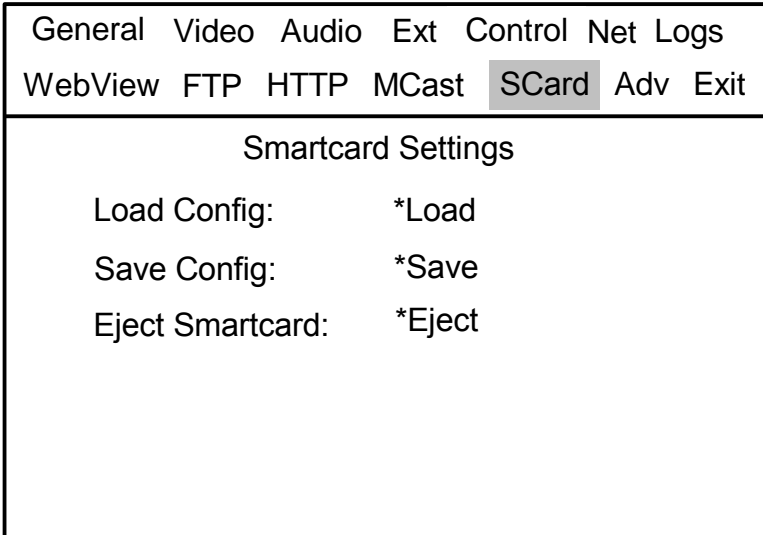 General Video Audio Ext Control Net Logs
WebView FTP HTTP MCast SCard Adv Exit
Smartcard Settings
Load Config: *Load
Save Config: *Save
Eject Smartcard: *Eject